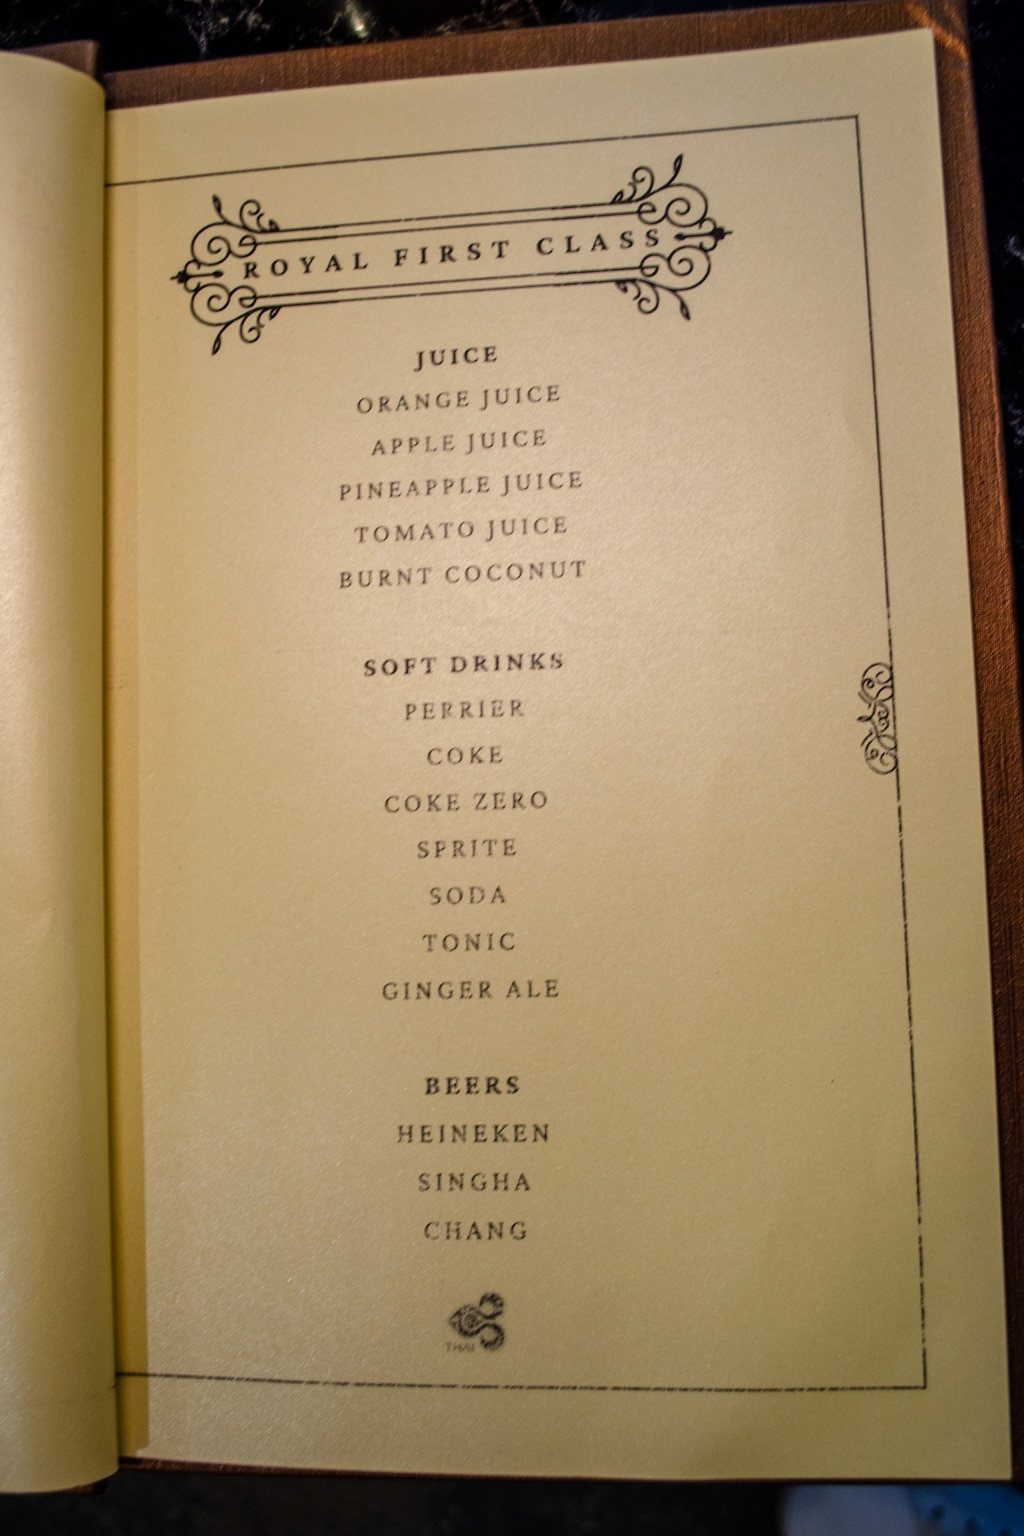 ROYAL FIRST CLASS
JUICE
ORANGE JUICE
APPLE JUICE
PINEAPPLE JUICE
TOMATO JUICE
BURNT COCONUT
SOFT DRINKS
PERRIER
COKE
COKE ZERO
SPRITE
SODA
TONIC
GINGER ALE
BEERS
HEINEKEN
SINGHA
CHANG
THAI